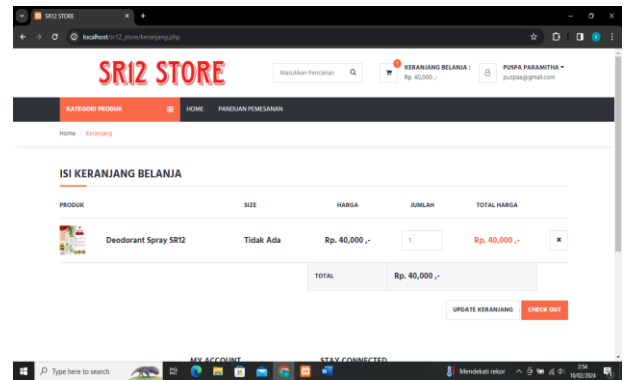 SR12 STORE
localhost/sr12_store/keranjang.php
SR12 STORE
Masukkan Pencarian
1
KERANJANG BELANJA :
Rp. 40,000 ,-
PUSPA PARAMITHA
puspaa@gmail.com
KATEGORI PRODUK
HOME
PANDUAN PEMESANAN
Home / Keranjang
ISI KERANJANG BELANJA
PRODUK SIZE HARGA JUMLAH TOTAL HARGA
Deodorant Spray SR12 Tidak Ada Rp. 40,000 ,- 1 Rp. 40,000 ,-
TOTAL Rp. 40,000 ,-
UPDATE KERANJANG CHECK OUT
MY ACCOUNT STAY CONNECTED
Type here to search
Mendekati rekor
2:54
10/02/2024